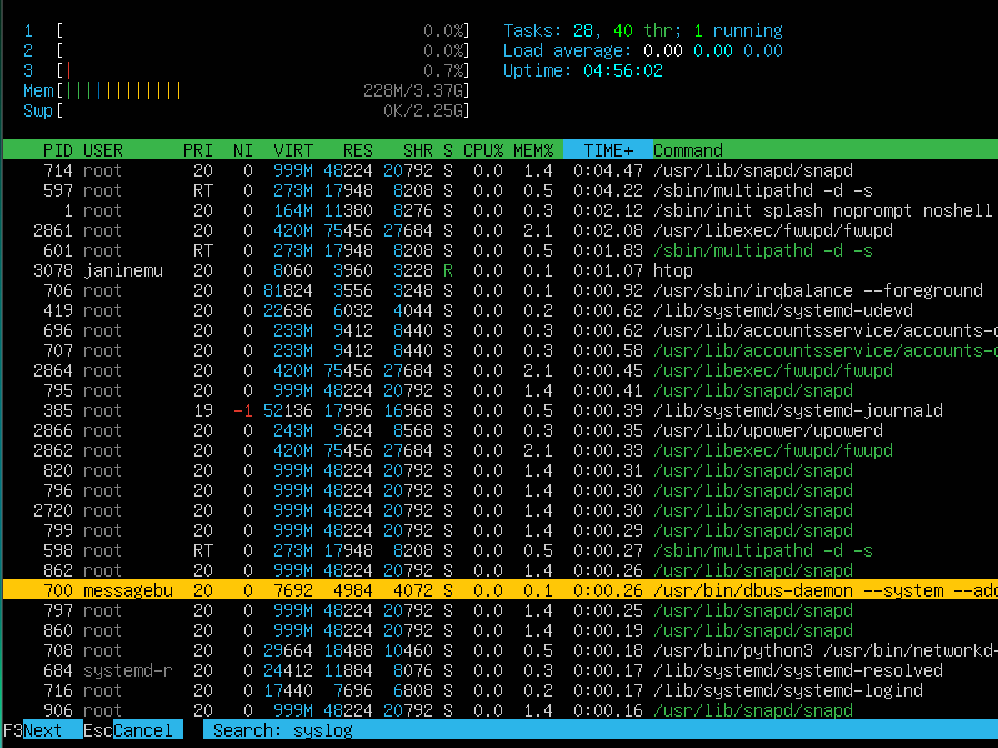 1 [ 0.0%] Tasks: 28, 40 thr; 1 running
2 [ 0.0%] Load average: 0.00 0.00 0.00
3 [| 0.7%] Uptime: 04:56:02
Mem[|||||||||||| 228M/3.37G]
Swp[ 0K/2.25G]
PID USER PRI NI VIRT RES SHR S CPU% MEM% TIME+ Command
714 root 20 0 999M 48224 20792 S 0.0 1.4 0:04.47 /usr/lib/snapd/snapd
597 root RT 0 273M 17948 8208 S 0.0 0.5 0:04.22 /sbin/multipathd -d -s
1 root 20 0 164M 11380 8276 S 0.0 0.3 0:02.12 /sbin/init splash noprompt noshell
2861 root 20 0 420M 75456 27684 S 0.0 2.1 0:02.08 /usr/libexec/fwupd/fwupd
601 root RT 0 273M 17948 8208 S 0.0 0.5 0:01.83 /sbin/multipathd -d -s
3078 janinemu 20 0 8060 3960 3228 R 0.0 0.1 0:01.07 htop
706 root 20 0 81824 3556 3248 S 0.0 0.1 0:00.92 /usr/sbin/irqbalance --foreground
419 root 20 0 22636 6032 4044 S 0.0 0.2 0:00.62 /lib/systemd/systemd-udevd
696 root 20 0 233M 9412 8440 S 0.0 0.3 0:00.62 /usr/lib/accountsservice/accounts-d
707 root 20 0 233M 9412 8440 S 0.0 0.3 0:00.58 /usr/lib/accountsservice/accounts-d
2864 root 20 0 420M 75456 27684 S 0.0 2.1 0:00.45 /usr/libexec/fwupd/fwupd
795 root 20 0 999M 48224 20792 S 0.0 1.4 0:00.41 /usr/lib/snapd/snapd
385 root 19 -1 52136 17996 16968 S 0.0 0.5 0:00.39 /lib/systemd/systemd-journald
2866 root 20 0 243M 9624 8568 S 0.0 0.3 0:00.35 /usr/lib/upower/upowerd
2862 root 20 0 420M 75456 27684 S 0.0 2.1 0:00.33 /usr/libexec/fwupd/fwupd
820 root 20 0 999M 48224 20792 S 0.0 1.4 0:00.31 /usr/lib/snapd/snapd
796 root 20 0 999M 48224 20792 S 0.0 1.4 0:00.30 /usr/lib/snapd/snapd
2720 root 20 0 999M 48224 20792 S 0.0 1.4 0:00.30 /usr/lib/snapd/snapd
799 root 20 0 999M 48224 20792 S 0.0 1.4 0:00.29 /usr/lib/snapd/snapd
598 root RT 0 273M 17948 8208 S 0.0 0.5 0:00.27 /sbin/multipathd -d -s
862 root 20 0 999M 48224 20792 S 0.0 1.4 0:00.26 /usr/lib/snapd/snapd
700 messagebu 20 0 7692 4984 4072 S 0.0 0.1 0:00.26 /usr/bin/dbus-daemon --system --add
797 root 20 0 999M 48224 20792 S 0.0 1.4 0:00.25 /usr/lib/snapd/snapd
860 root 20 0 999M 48224 20792 S 0.0 1.4 0:00.19 /usr/lib/snapd/snapd
708 root 20 0 29664 18488 10460 S 0.0 0.5 0:00.18 /usr/bin/python3 /usr/bin/networkd-
684 systemd-r 20 0 24412 11884 8076 S 0.0 0.3 0:00.17 /lib/systemd/systemd-resolved
716 root 20 0 17440 7696 6808 S 0.0 0.2 0:00.17 /lib/systemd/systemd-logind
906 root 20 0 999M 48224 20792 S 0.0 1.4 0:00.16 /usr/lib/snapd/snapd
F3Next EscCancel Search: syslog